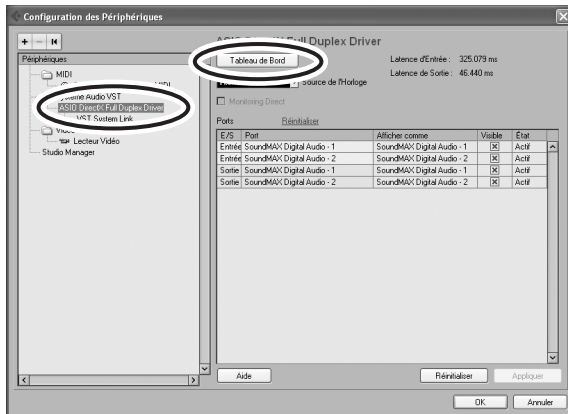 Configuration des Périphériques
+ -
ASIO DirectX Full Duplex Driver
Périphériques
MIDI
MIDI
Système Audio VST
ASIO DirectX Full Duplex Driver
VST System Link
Vidéo
Lecteur Vidéo
Studio Manager
Tableau de Bord
Latence d'Entrée : 325.079 ms
Latence de Sortie : 46.440 ms
Source de l'Horloge
Monitoring Direct
Ports Réinitialiser
E/S Port Afficher comme Visible État
Entrée SoundMAX Digital Audio - 1 SoundMAX Digital Audio - 1 Actif
Entrée SoundMAX Digital Audio - 2 SoundMAX Digital Audio - 2 Actif
Sortie SoundMAX Digital Audio - 1 SoundMAX Digital Audio - 1 Actif
Sortie SoundMAX Digital Audio - 2 SoundMAX Digital Audio - 2 Actif
Aide Réinitialiser Appliquer
OK Annuler